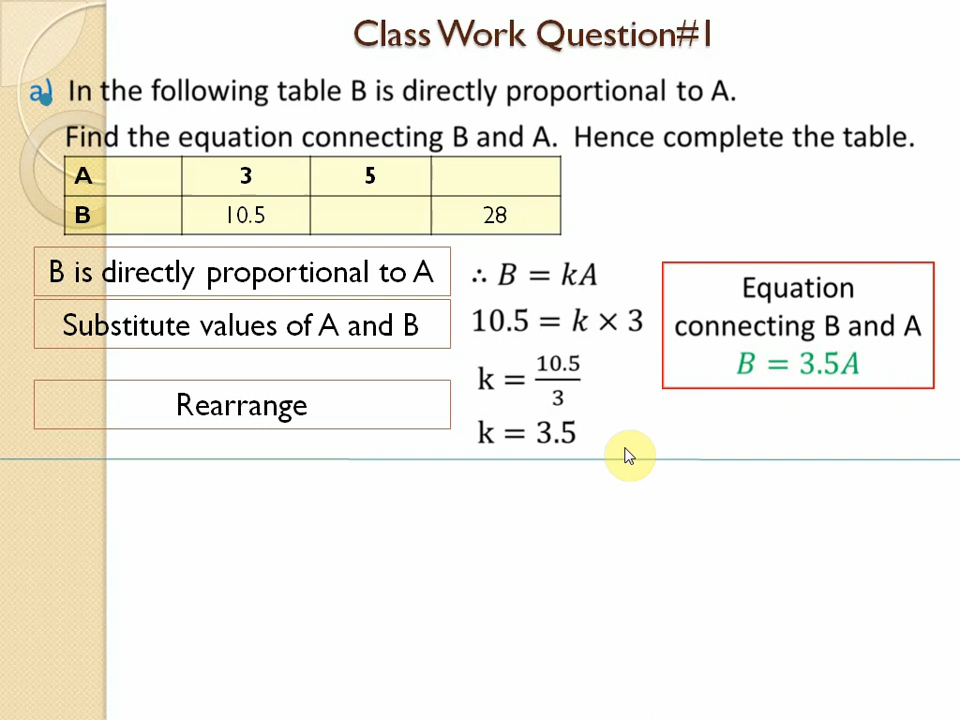 Class Work Question#1
a) In the following table B is directly proportional to A.
Find the equation connecting B and A. Hence complete the table.
A 3 5
B 10.5 28
B is directly proportional to A
∴ B = kA
Substitute values of A and B
10.5 = k × 3
k = 10.5/3
Rearrange
k = 3.5
Equation
connecting B and A
B = 3.5A